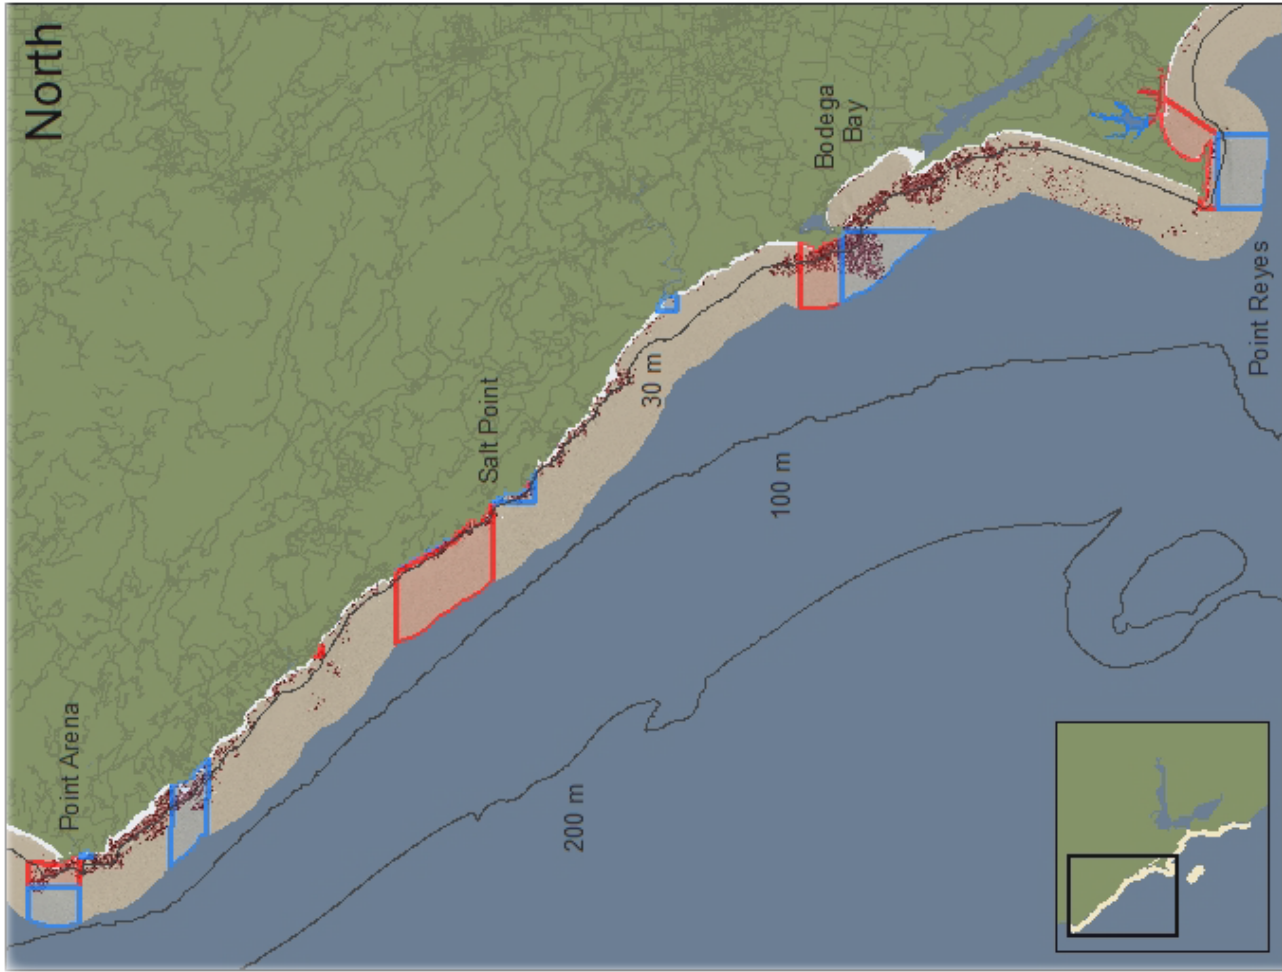 North
Point Arena
Salt Point
Bodega
Bay
30 m
100 m
200 m
Point Reyes